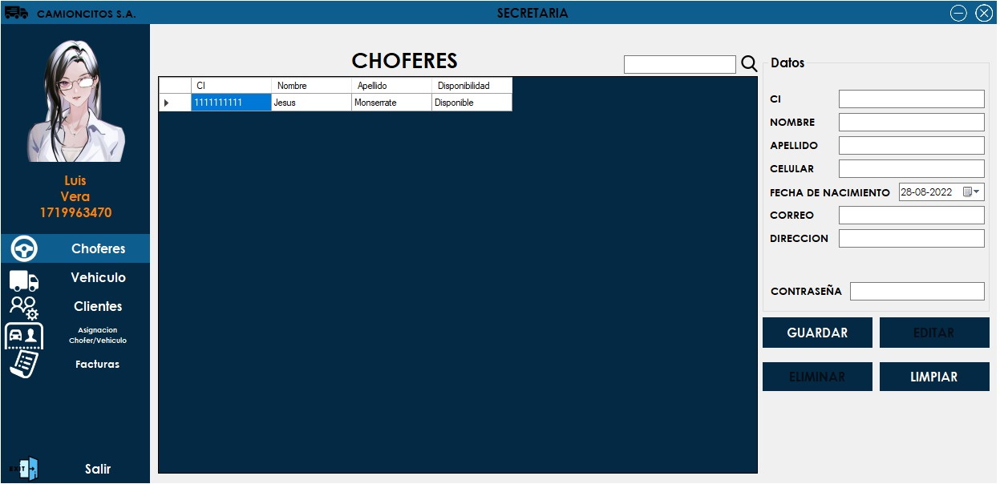 CAMIONCITOS S.A.
SECRETARIA
Luis
Vera
1719963470
Choferes
Vehiculo
Clientes
Asignacion
Chofer/Vehiculo
Facturas
EXIT
Salir
CHOFERES
CI Nombre Apellido Disponibilidad
1111111111 Jesus Monserrate Disponible
Datos
CI
NOMBRE
APELLIDO
CELULAR
FECHA DE NACIMIENTO 28-08-2022
CORREO
DIRECCION
CONTRASEÑA
GUARDAR EDITAR
ELIMINAR LIMPIAR